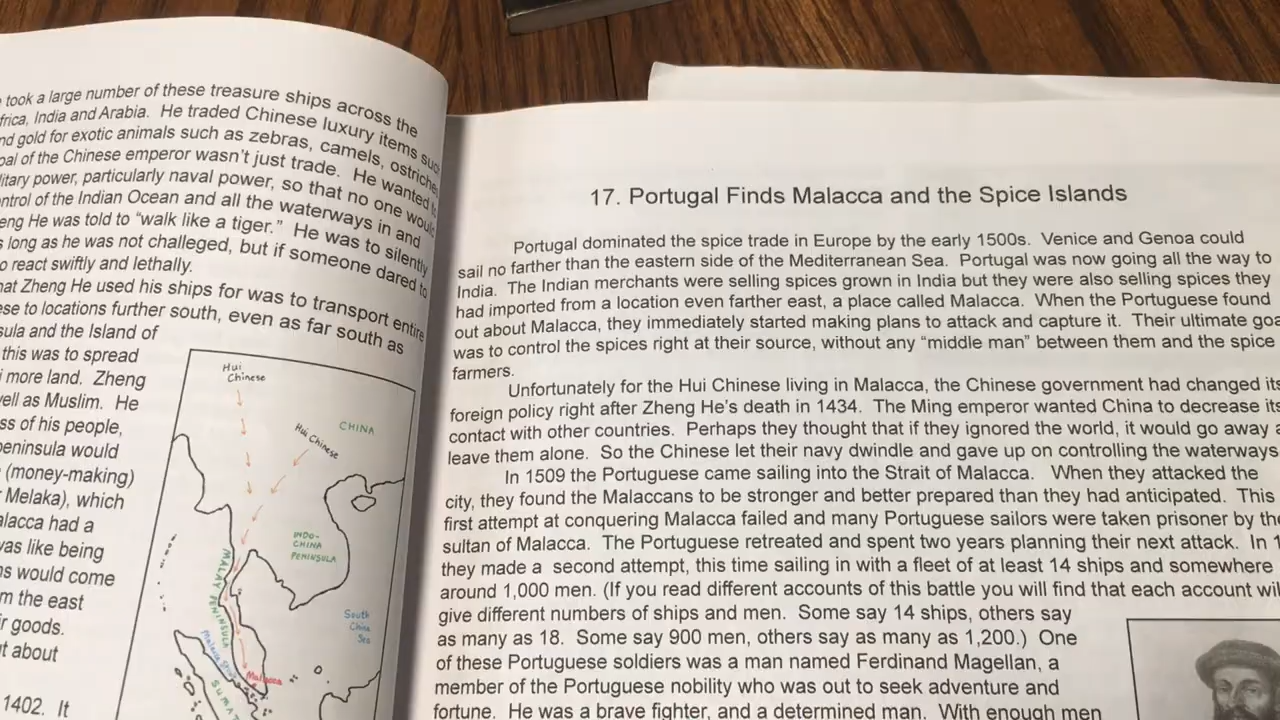 took a large number of these treasure ships across the
frica, India and Arabia. He traded Chinese luxury items suc
nd gold for exotic animals such as zebras, camels, ostriche
oal of the Chinese emperor wasn't just trade. He wanted t
litary power, particularly naval power, so that no one woul
ntrol of the Indian Ocean and all the waterways in and
eng He was told to "walk like a tiger." He was to silently
s long as he was not challeged, but if someone dared to
o react swiftly and lethally.
hat Zheng He used his ships for was to transport entire
ese to locations further south, even as far south as
sula and the Island of
this was to spread
i more land. Zheng
vell as Muslim. He
ss of his people,
peninsula would
(money-making)
r Melaka), which
alacca had a
was like being
ns would come
m the east
ir goods.
ut about
1402. It
Hui
Chinese
CHINA
Hui Chinese
INDO-
CHINA
PENINSULA
MALAY PENINSULA
South
China
Sea
Malacca Strait
Malacca
SUMAT
17. Portugal Finds Malacca and the Spice Islands
Portugal dominated the spice trade in Europe by the early 1500s. Venice and Genoa could
sail no farther than the eastern side of the Mediterranean Sea. Portugal was now going all the way to
India. The Indian merchants were selling spices grown in India but they were also selling spices they
had imported from a location even farther east, a place called Malacca. When the Portuguese found
out about Malacca, they immediately started making plans to attack and capture it. Their ultimate goa
was to control the spices right at their source, without any "middle man" between them and the spice
farmers.
Unfortunately for the Hui Chinese living in Malacca, the Chinese government had changed its
foreign policy right after Zheng He's death in 1434. The Ming emperor wanted China to decrease its
contact with other countries. Perhaps they thought that if they ignored the world, it would go away a
leave them alone. So the Chinese let their navy dwindle and gave up on controlling the waterways
In 1509 the Portuguese came sailing into the Strait of Malacca. When they attacked the
city, they found the Malaccans to be stronger and better prepared than they had anticipated. This
first attempt at conquering Malacca failed and many Portuguese sailors were taken prisoner by the
sultan of Malacca. The Portugueseretreated and spent two years planning their next attack. In 1
they made a second attempt, this time sailing in with a fleet of at least 14 ships and somewhere
around 1,000 men. (If you read different accounts of this battle you will find that each account wil
give different numbers of ships and men. Some say 14 ships, others say
as many as 18. Some say 900 men, others say as many as 1,200.) One
of these Portuguese soldiers was a man named Ferdinand Magellan, a
member of the Portuguese nobility who was out to seek adventure and
fortune. He was a brave fighter, and a determined man. With enough men